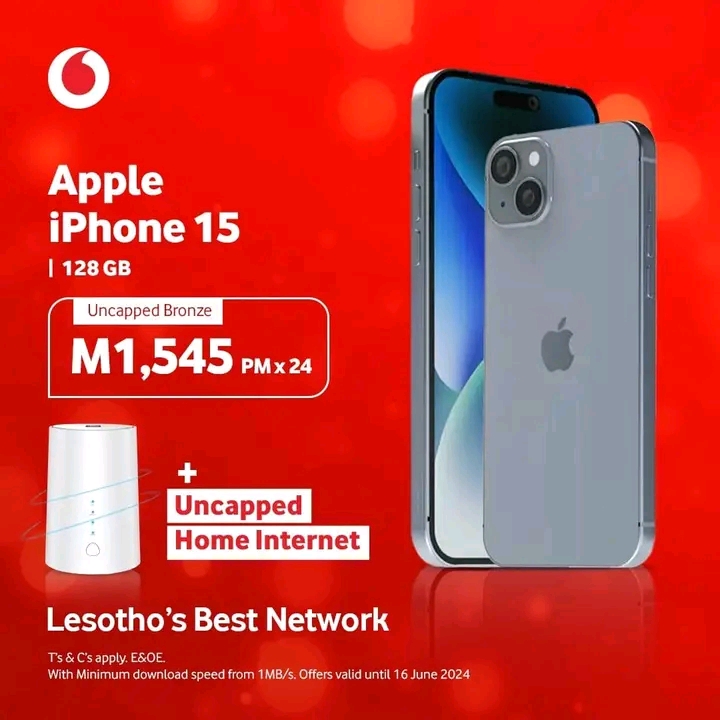 Apple
iPhone 15
| 128 GB
Uncapped Bronze
M1,545 PM x 24
+
Uncapped
Home Internet
Lesotho's Best Network
T's & C's apply. E&OE.
With Minimum download speed from 1MB/s. Offers valid until 16 June 2024